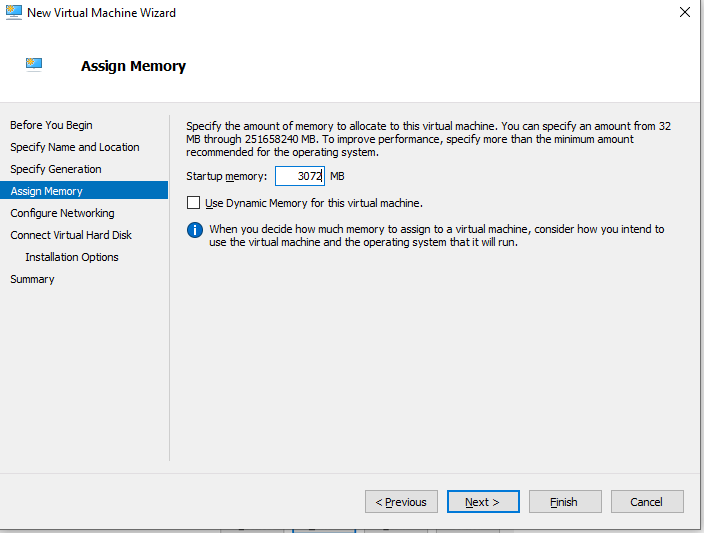 New Virtual Machine Wizard
Assign Memory
Before You Begin
Specify Name and Location
Specify Generation
Assign Memory
Configure Networking
Connect Virtual Hard Disk
Installation Options
Summary
Specify the amount of memory to allocate to this virtual machine. You can specify an amount from 32
MB through 251658240 MB. To improve performance, specify more than the minimum amount
recommended for the operating system.
Startup memory: 3072 MB
Use Dynamic Memory for this virtual machine.
When you decide how much memory to assign to a virtual machine, consider how you intend to
use the virtual machine and the operating system that it will run.
< Previous Next > Finish Cancel